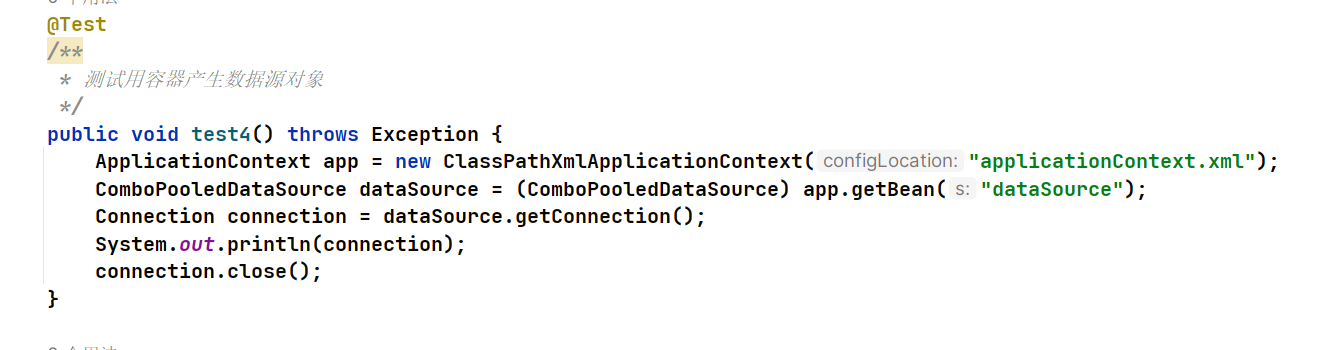 @Test
/**
 * 测试用容器产生数据源对象
 */
public void test4() throws Exception {
    ApplicationContext app = new ClassPathXmlApplicationContext( configLocation: "applicationContext.xml");
    ComboPooledDataSource dataSource = (ComboPooledDataSource) app.getBean( s: "dataSource");
    Connection connection = dataSource.getConnection();
    System.out.println(connection);
    connection.close();
}